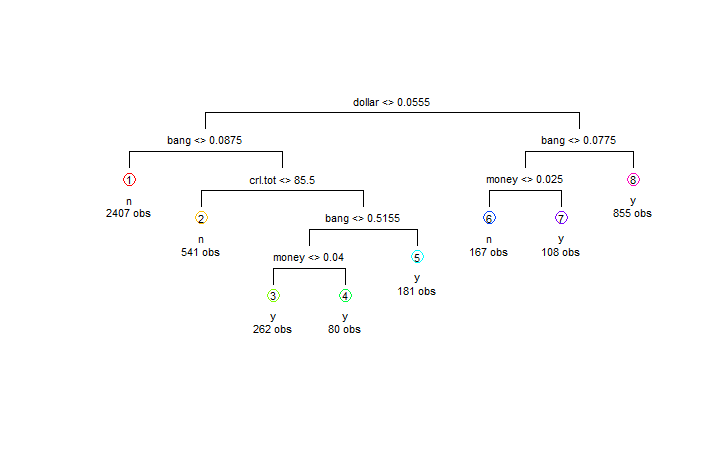 dollar <> 0.0555
bang <> 0.0875
bang <> 0.0775
1
crl.tot <> 85.5
money <> 0.025
8
n
2407 obs
y
855 obs
2
bang <> 0.5155
6
7
n
541 obs
n
167 obs
y
108 obs
money <> 0.04
5
y
181 obs
3
4
y
262 obs
y
80 obs